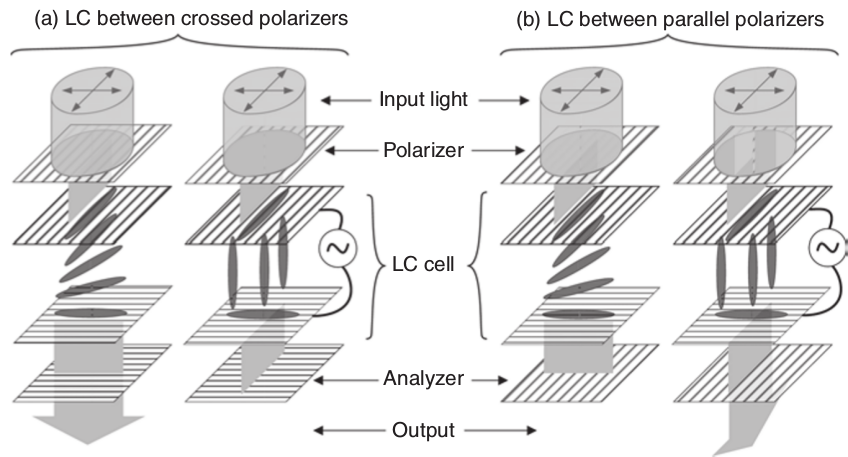 (a) LC between crossed polarizers
(b) LC between parallel polarizers
Input light
Polarizer
LC cell
Analyzer
Output